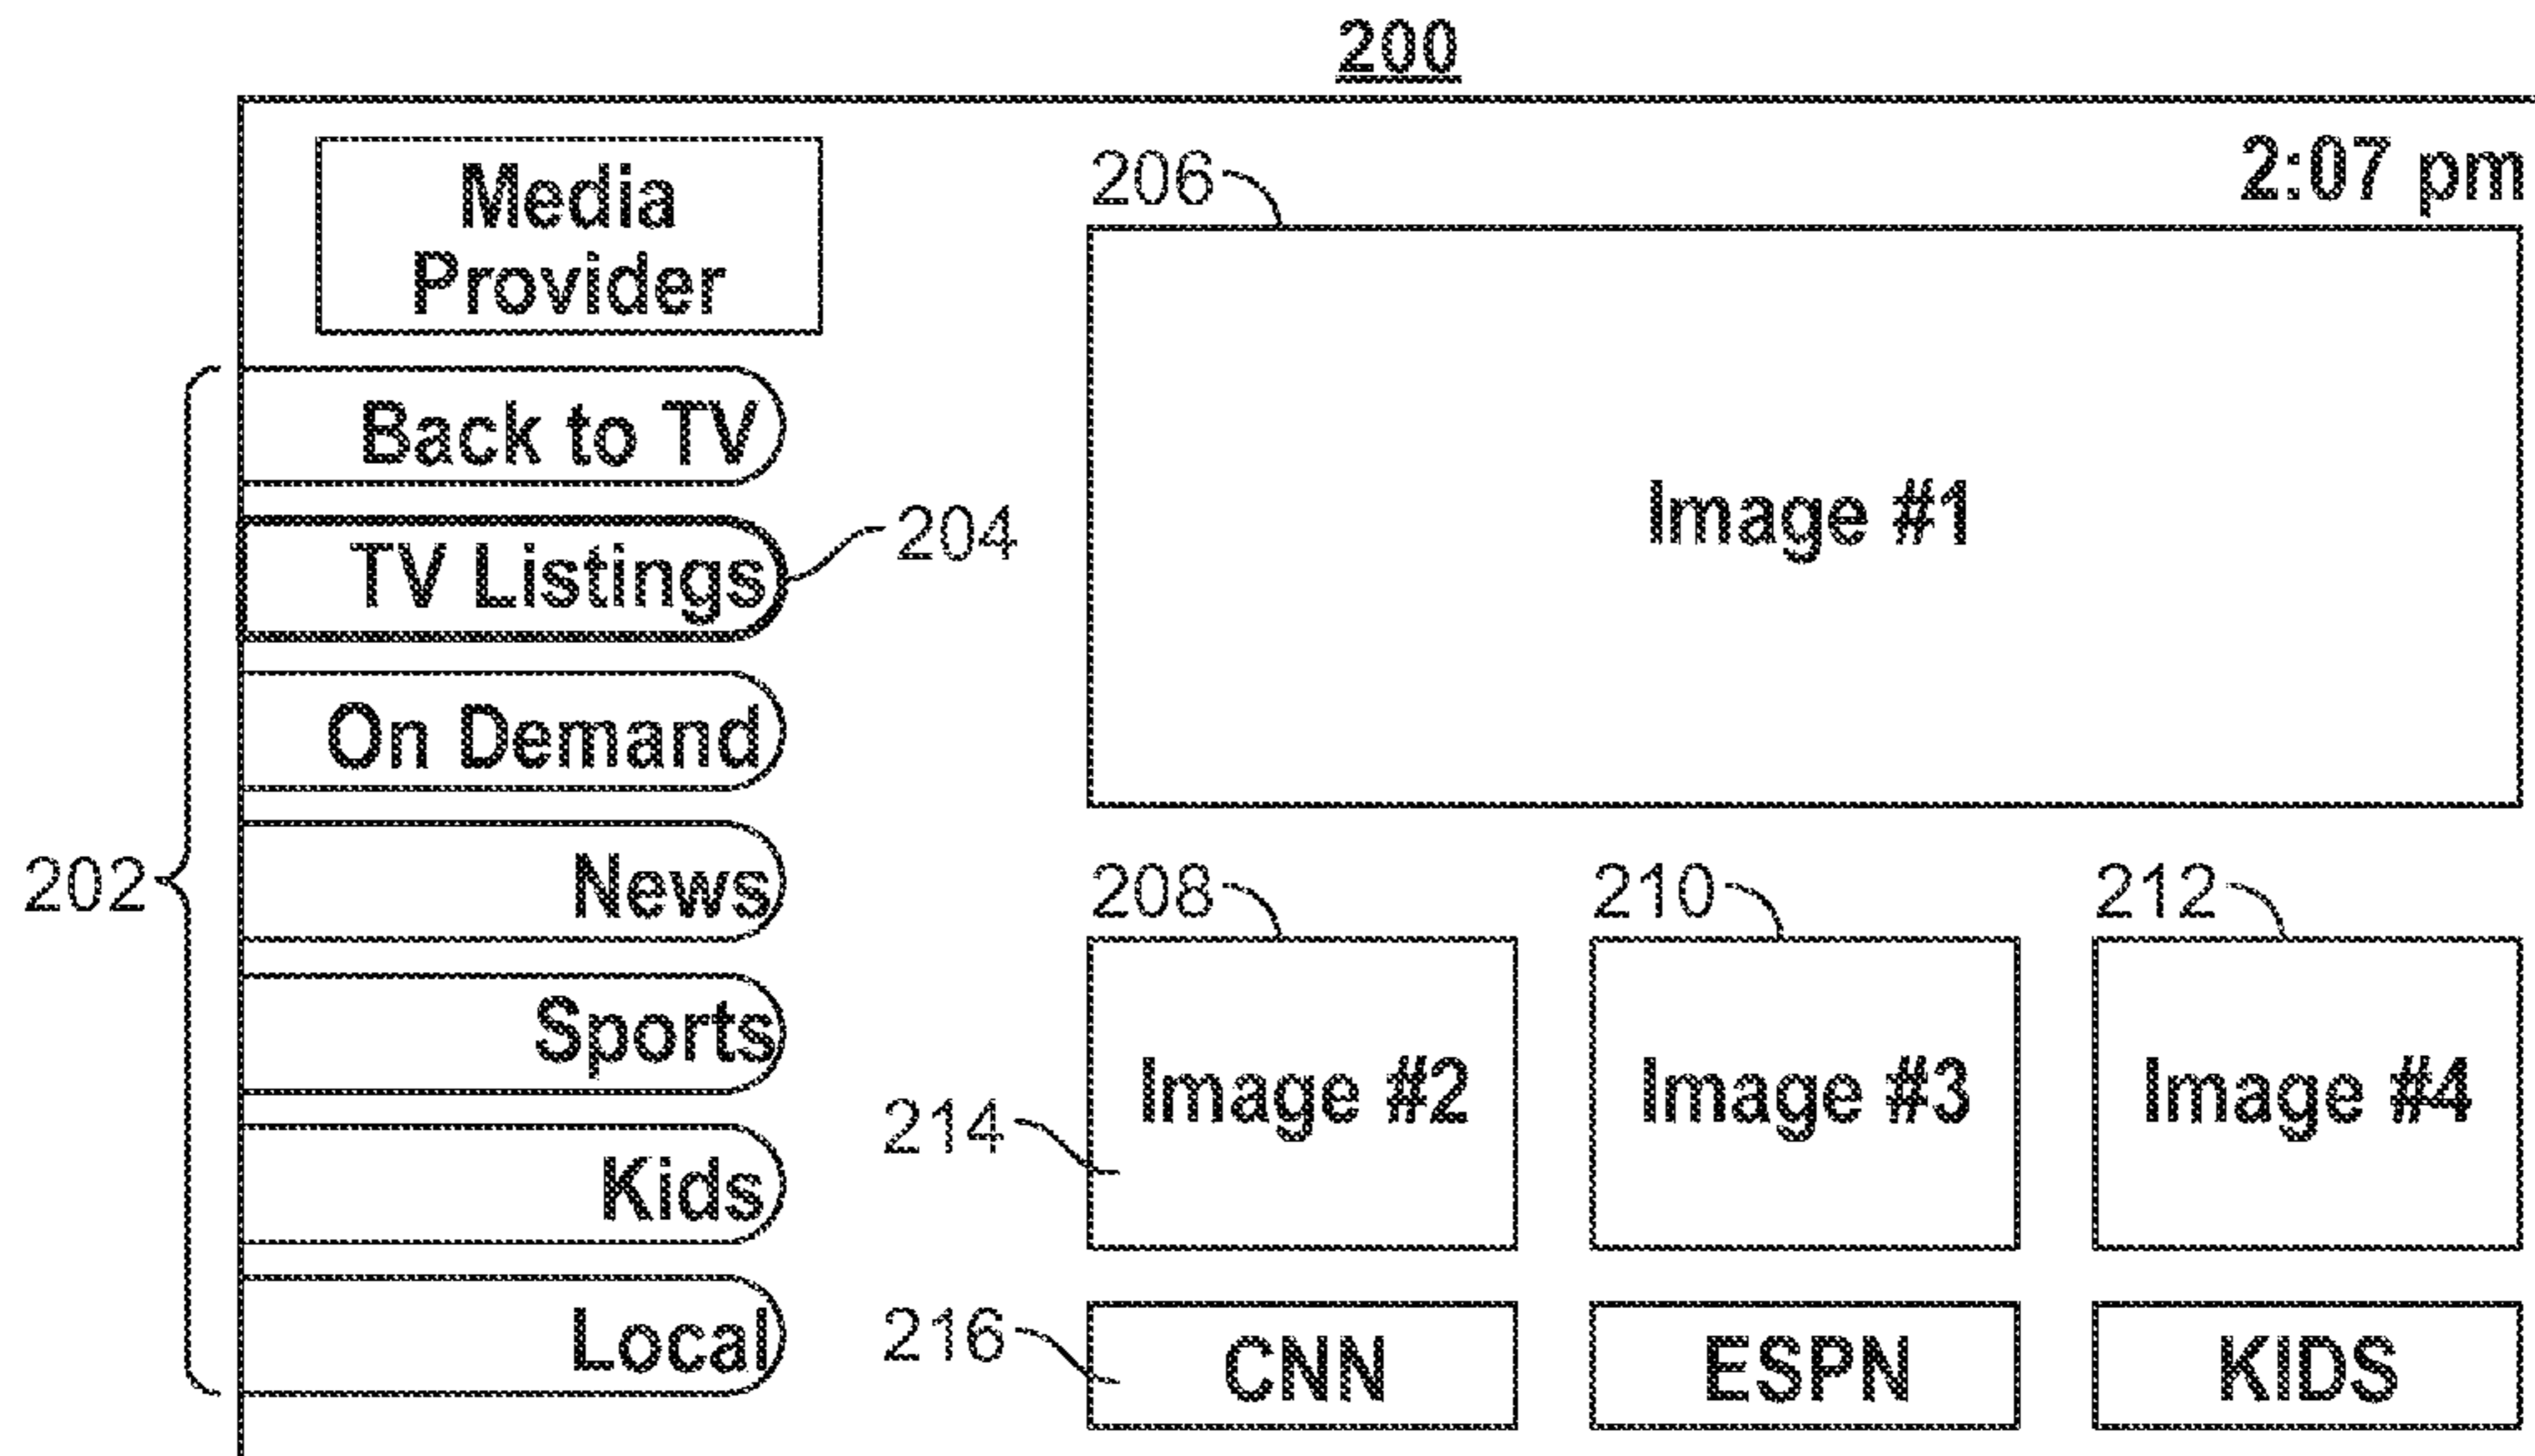 200
Media
Provider
2:07 pm
206
Back to TV
TV Listings
204
On Demand
News
Sports
Kids
Local
202
Image #1
208
210
212
Image #2
Image #3
Image #4
214
216
CNN
ESPN
KIDS